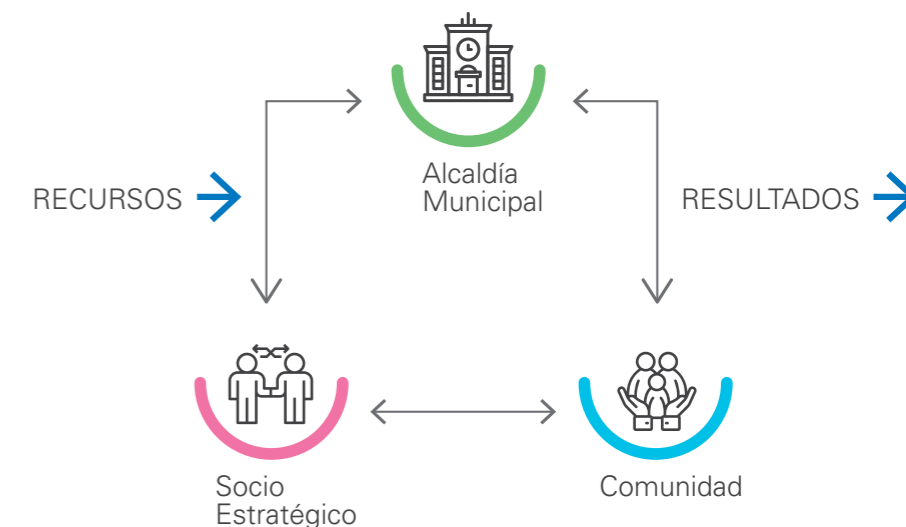 Alcaldía
Municipal
RECURSOS
RESULTADOS
Socio
Estratégico
Comunidad